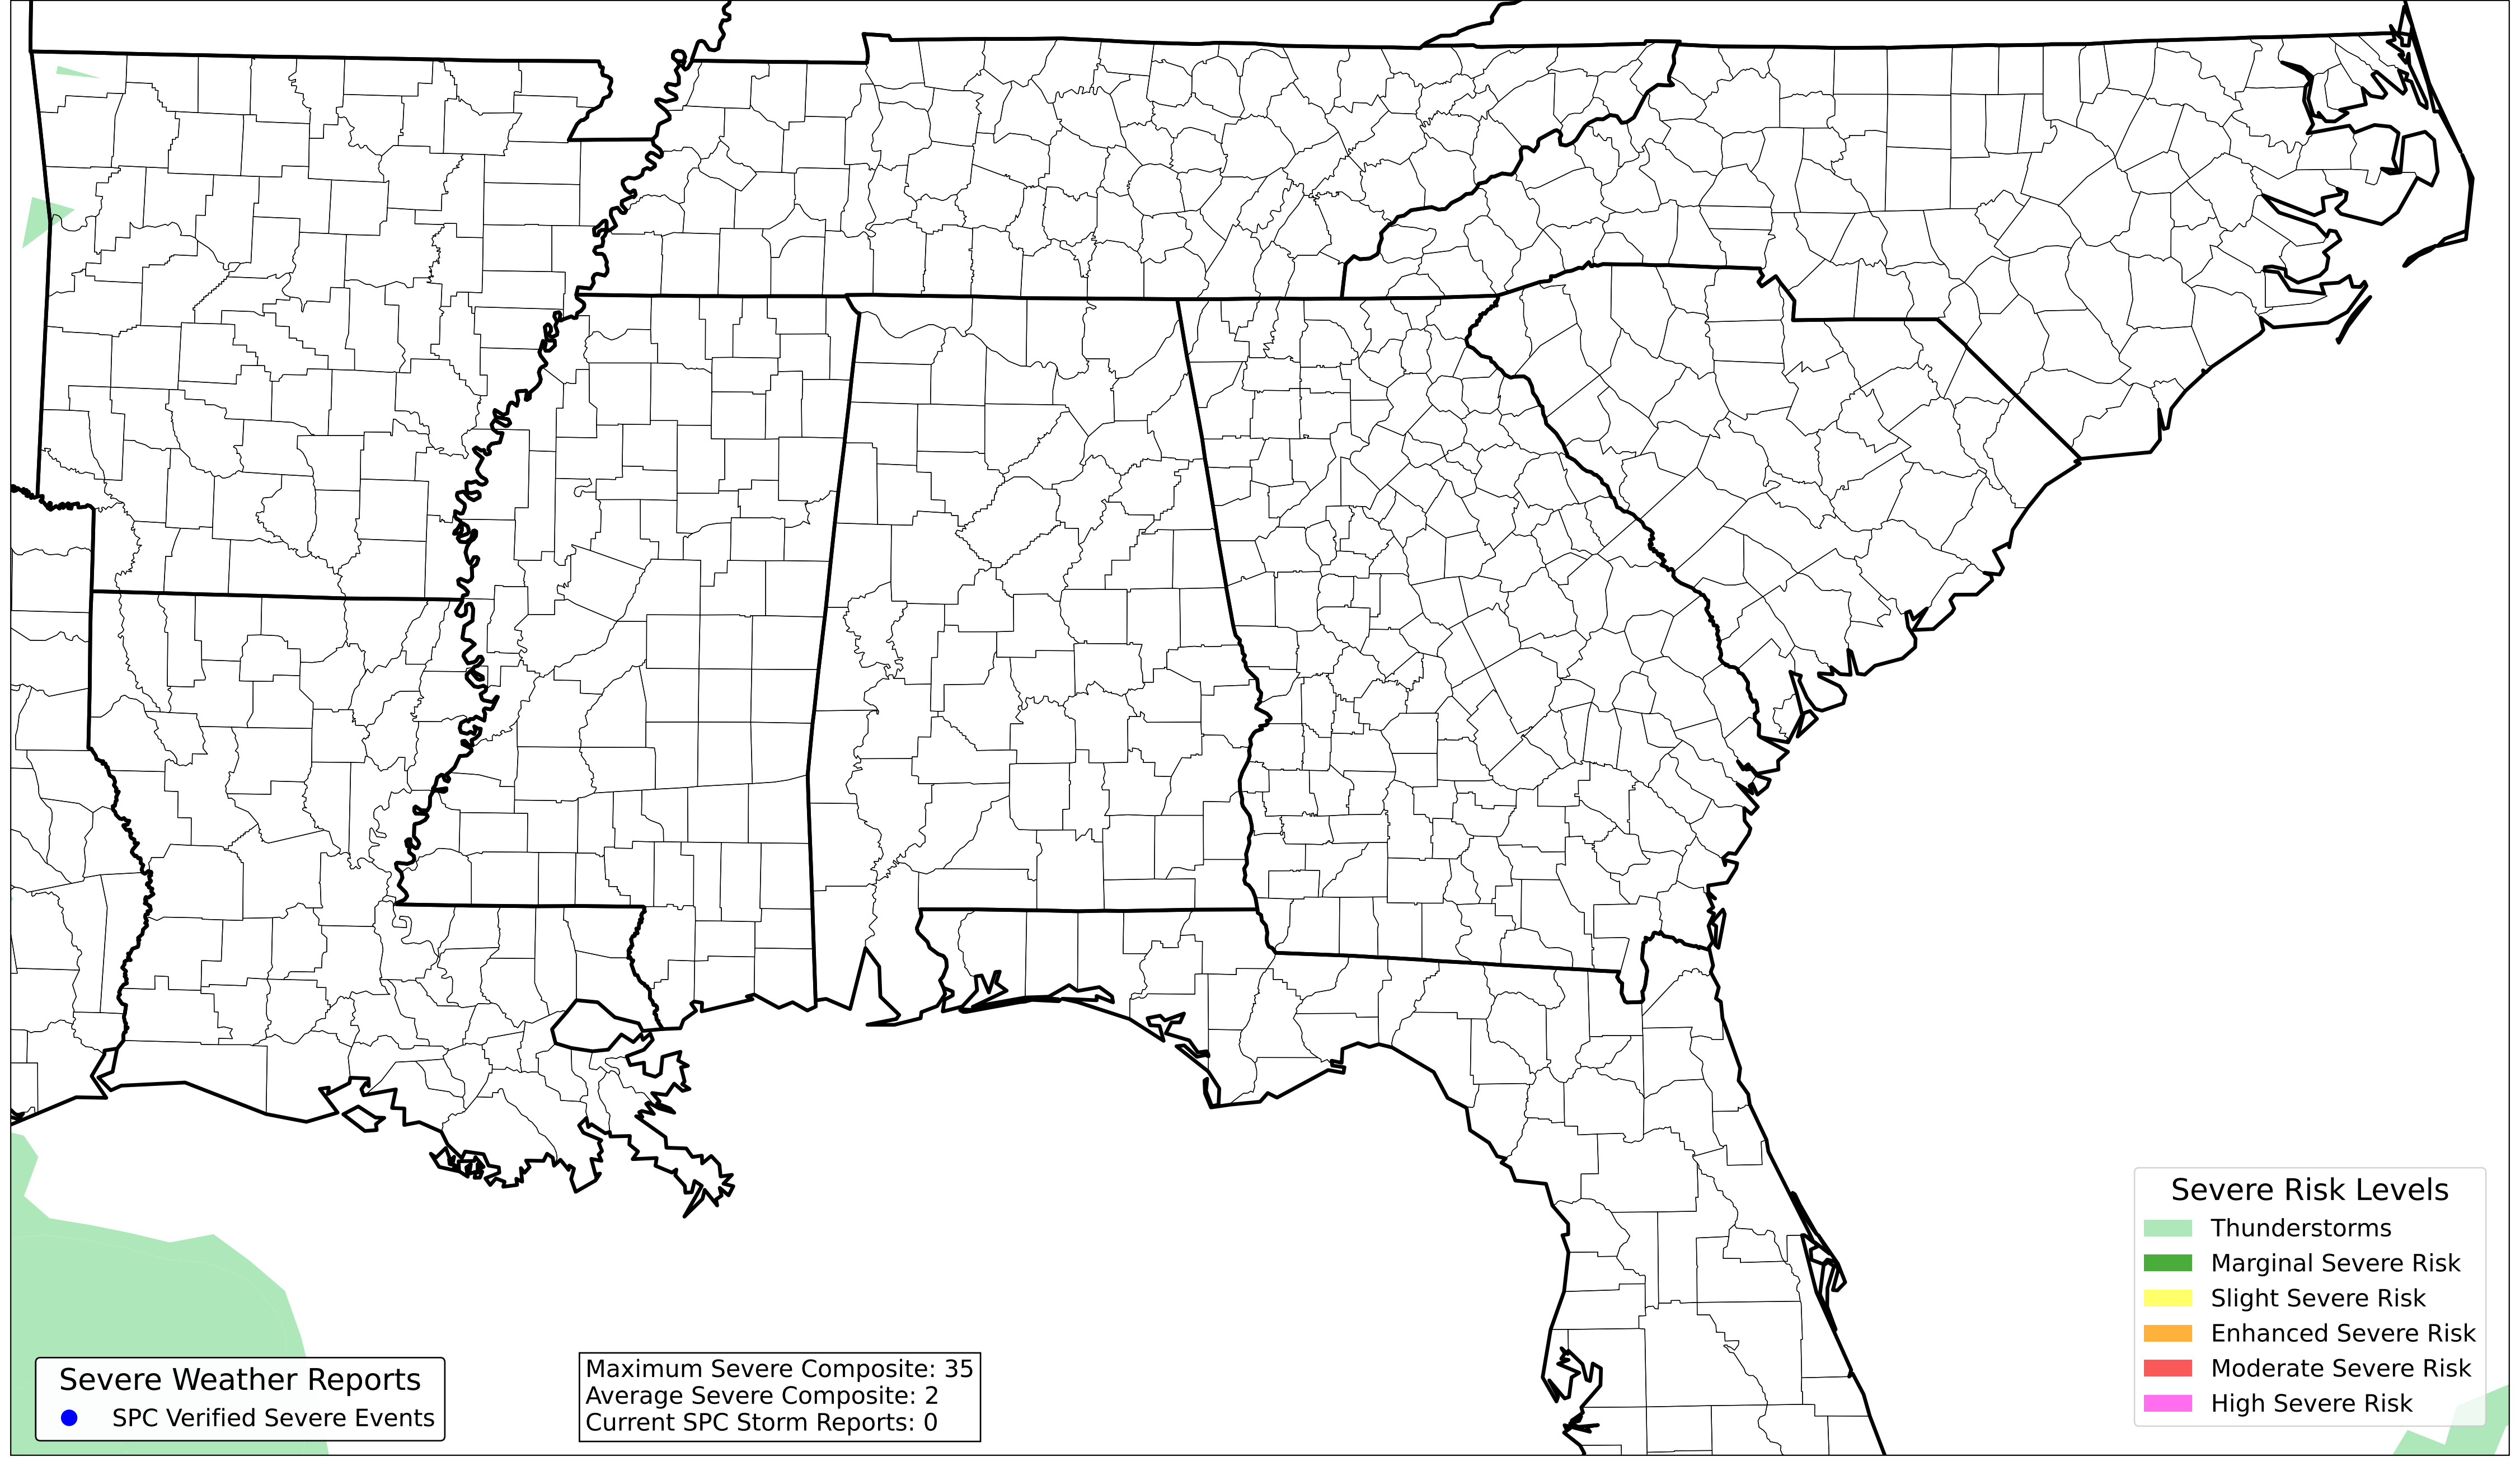 Severe Weather Reports
SPC Verified Severe Events
Maximum Severe Composite: 35
Average Severe Composite: 2
Current SPC Storm Reports: 0
Severe Risk Levels
Thunderstorms
Marginal Severe Risk
Slight Severe Risk
Enhanced Severe Risk
Moderate Severe Risk
High Severe Risk